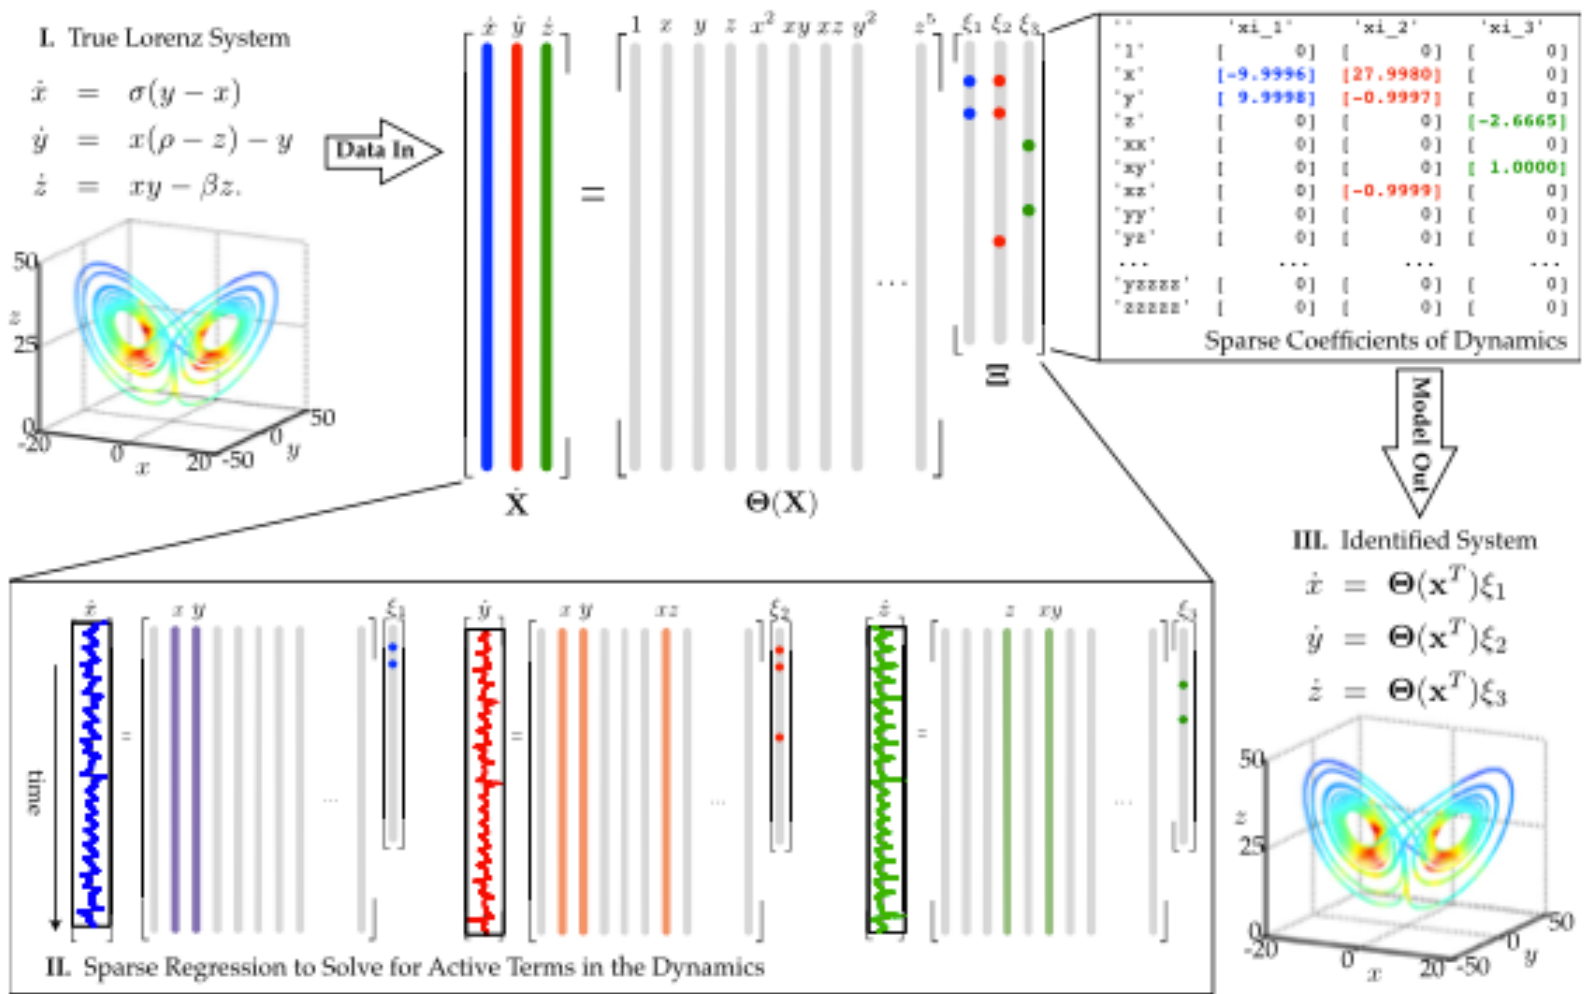 I. True Lorenz System
ẋ = σ(y − x)
ẏ = x(ρ − z) − y
ż = xy − βz.
Data In
50
25
0
z
-20 0 20 -50 0 50
x
y
ẋ ẏ ż
=
1 x y z x² xy xz y² z⁵
...
ξ₁ ξ₂ ξ₃
Ẋ
Θ(X)
Ξ
'' 'xi_1' 'xi_2' 'xi_3'
'1' [ 0] [ 0] [ 0]
'x' [-9.9996] [27.9980] [ 0]
'y' [ 9.9998] [-0.9997] [ 0]
'z' [ 0] [ 0] [-2.6665]
'xx' [ 0] [ 0] [ 0]
'xy' [ 0] [ 0] [ 1.0000]
'xz' [ 0] [-0.9999] [ 0]
'yy' [ 0] [ 0] [ 0]
'yz' [ 0] [ 0] [ 0]
... ... ... ...
'yzzzz' [ 0] [ 0] [ 0]
'zzzzz' [ 0] [ 0] [ 0]
Sparse Coefficients of Dynamics
Model Out
III. Identified System
ẋ = Θ(xᵀ)ξ₁
ẏ = Θ(xᵀ)ξ₂
ż = Θ(xᵀ)ξ₃
50
25
0
z
-20 0 20 -50 0 50
x
y
time
ẋ = x y ... ξ₁
ẏ = x y xz ... ξ₂
ż = z xy ... ξ₃
II. Sparse Regression to Solve for Active Terms in the Dynamics